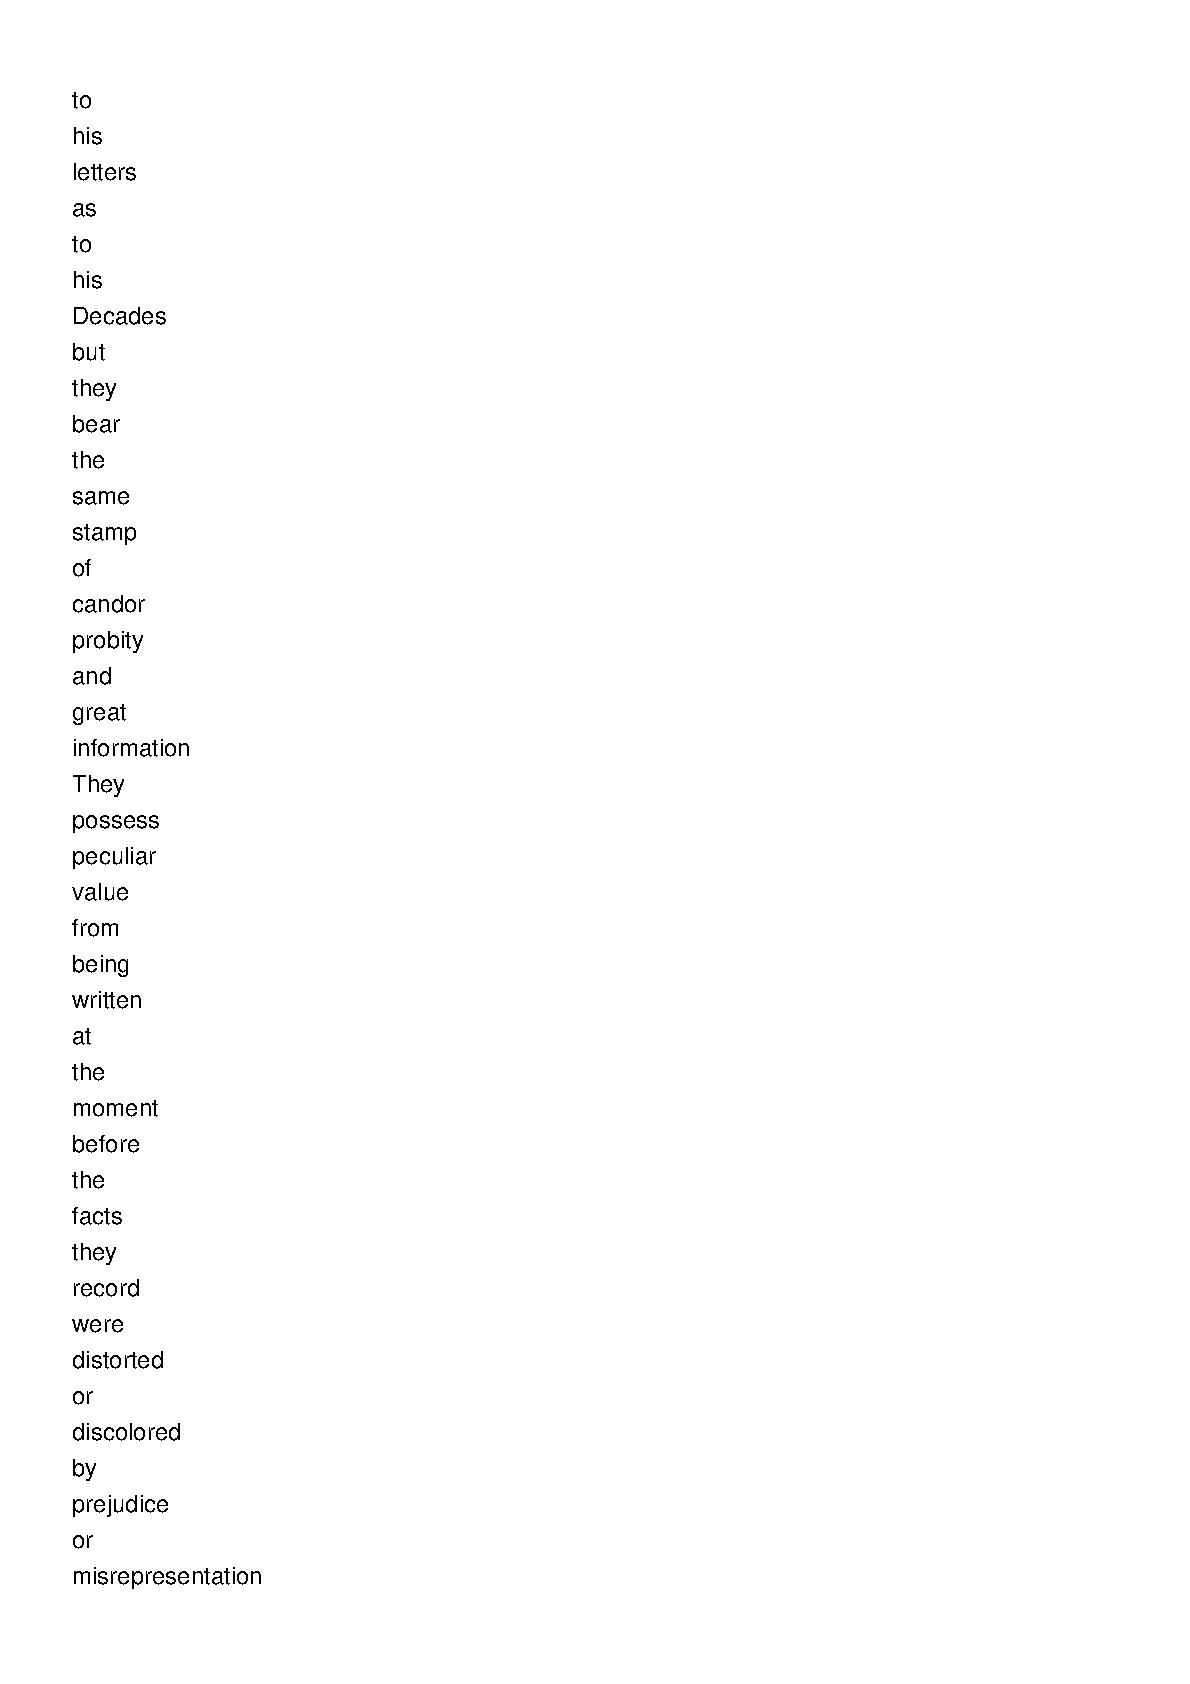 to
his
letters
as
to
his
Decades
but
they
bear
the
same
stamp
of
candor
probity
and
great
information
They
possess
peculiar
value
from
being
written
at
the
moment
before
the
facts
they
record
were
distorted
or
discolored
by
prejudice
or
misrepresentation